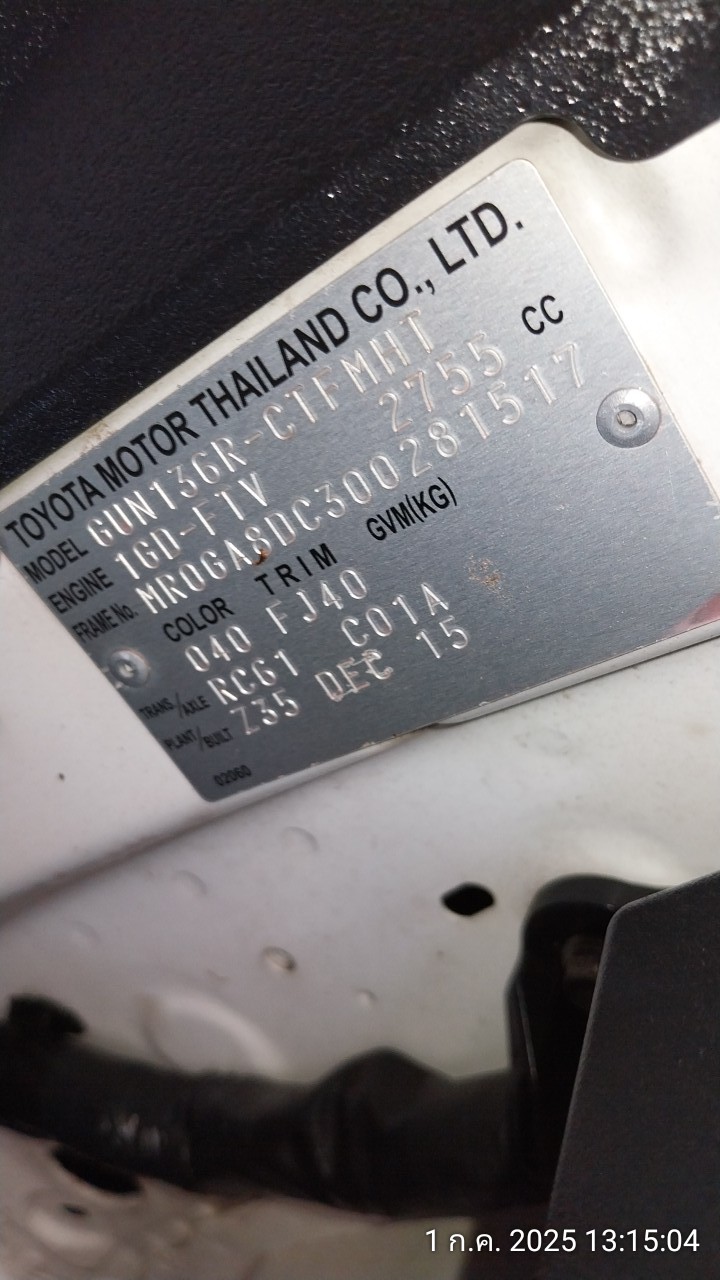 TOYOTA MOTOR THAILAND CO., LTD.
MODEL GUN136R-CTFMHT
ENGINE 1GD-FTV 2755 CC
FRAME No. MR0GA8DC300281517
COLOR TRIM GVM(KG)
040 FJ40
TRANS./AXLE RC61 C01A
PLANT/BUILT Z35 DEC 15
02060
1 ก.ค. 2025 13:15:04